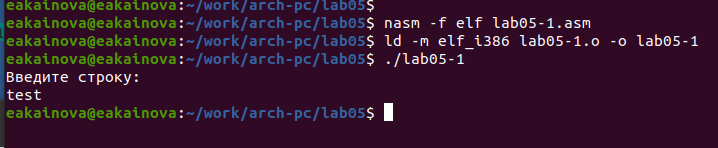 eakainova@eakainova:~/work/arch-pc/lab05$
eakainova@eakainova:~/work/arch-pc/lab05$ nasm -f elf lab05-1.asm
eakainova@eakainova:~/work/arch-pc/lab05$ ld -m elf_i386 lab05-1.o -o lab05-1
eakainova@eakainova:~/work/arch-pc/lab05$ ./lab05-1
Введите строку:
test
eakainova@eakainova:~/work/arch-pc/lab05$